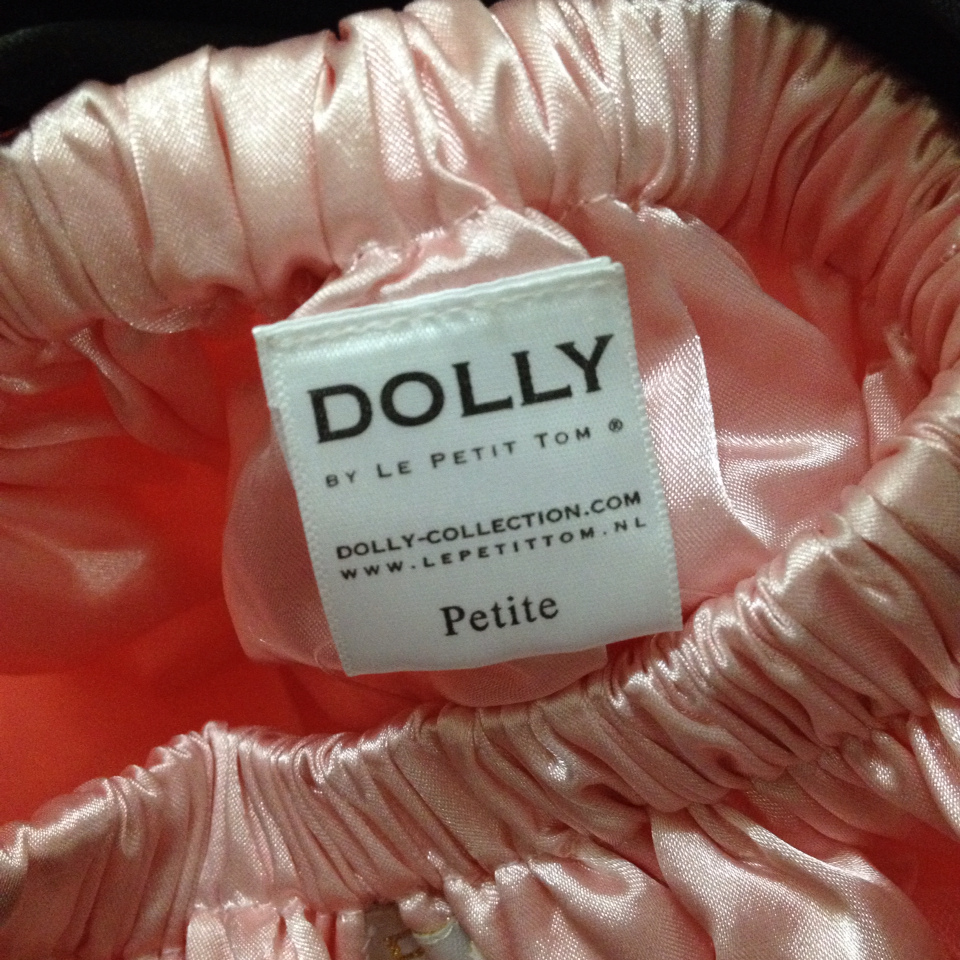 DOLLY
BY LE PETIT TOM ®
DOLLY-COLLECTION.COM
WWW.LEPETITTOM.NL
Petite